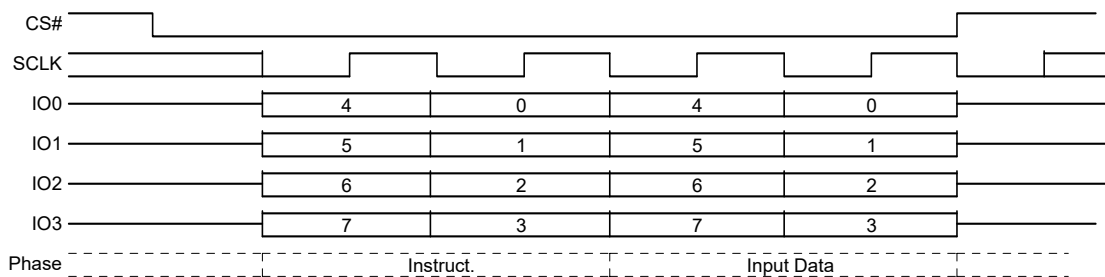 CS#
SCLK
IO0 4 0 4 0
IO1 5 1 5 1
IO2 6 2 6 2
IO3 7 3 7 3
Phase Instruct. Input Data